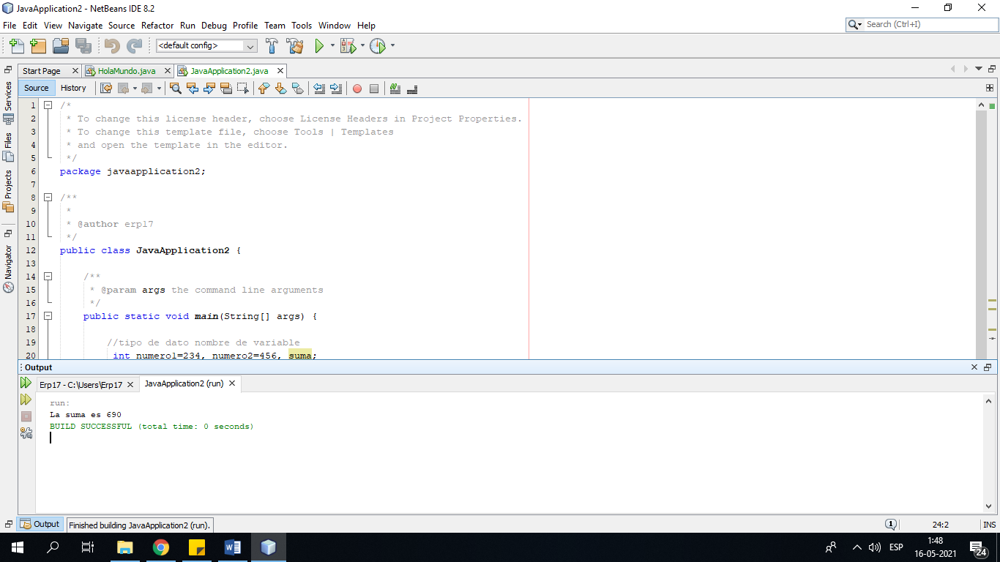 JavaApplication2 - NetBeans IDE 8.2
File Edit View Navigate Source Refactor Run Debug Profile Team Tools Window Help
Search (Ctrl+I)
<default config>
Start Page HolaMundo.java JavaApplication2.java
Source History
Services
Files
Projects
Navigator
1 /*
2 * To change this license header, choose License Headers in Project Properties.
3 * To change this template file, choose Tools | Templates
4 * and open the template in the editor.
5 */
6 package javaapplication2;
7
8 /**
9 *
10 * @author erp17
11 */
12 public class JavaApplication2 {
13
14 /**
15 * @param args the command line arguments
16 */
17 public static void main(String[] args) {
18
19 //tipo de dato nombre de variable
20 int numero1=234, numero2=456, suma;
Output
Erp17 - C:\Users\Erp17 JavaApplication2 (run)
run:
La suma es 690
BUILD SUCCESSFUL (total time: 0 seconds)
Output Finished building JavaApplication2 (run). 1 24:2 INS
ESP 1:48
16-05-2021 24